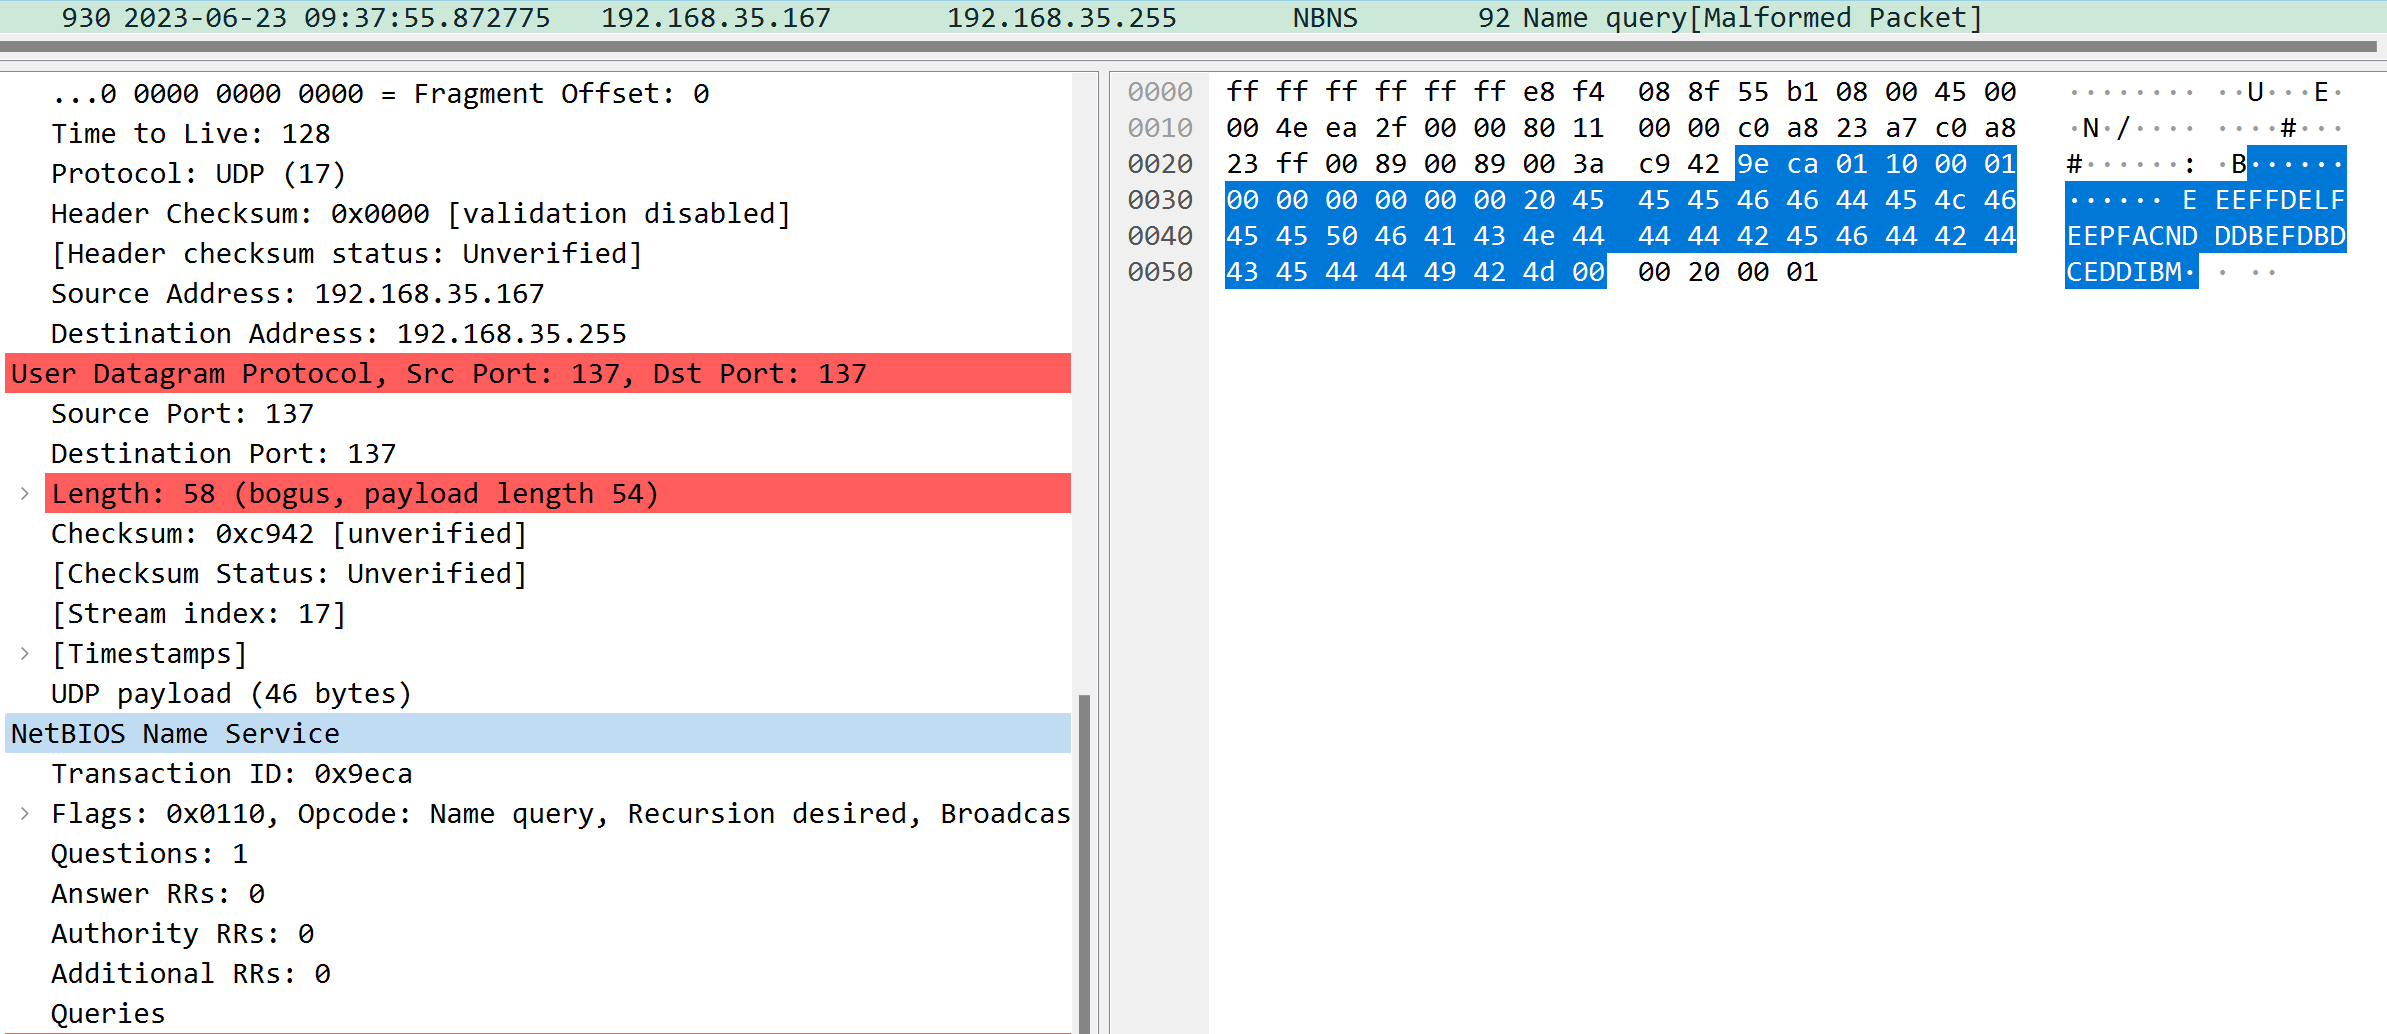 930 2023-06-23 09:37:55.872775 192.168.35.167 192.168.35.255 NBNS 92 Name query[Malformed Packet]
...0 0000 0000 0000 = Fragment Offset: 0
Time to Live: 128
Protocol: UDP (17)
Header Checksum: 0x0000 [validation disabled]
[Header checksum status: Unverified]
Source Address: 192.168.35.167
Destination Address: 192.168.35.255
User Datagram Protocol, Src Port: 137, Dst Port: 137
Source Port: 137
Destination Port: 137
Length: 58 (bogus, payload length 54)
Checksum: 0xc942 [unverified]
[Checksum Status: Unverified]
[Stream index: 17]
[Timestamps]
UDP payload (46 bytes)
NetBIOS Name Service
Transaction ID: 0x9eca
Flags: 0x0110, Opcode: Name query, Recursion desired, Broadcas
Questions: 1
Answer RRs: 0
Authority RRs: 0
Additional RRs: 0
Queries
0000 ff ff ff ff ff ff e8 f4 08 8f 55 b1 08 00 45 00 ········ ··U···E·
0010 00 4e ea 2f 00 00 80 11 00 00 c0 a8 23 a7 c0 a8 ·N·/···· ····#···
0020 23 ff 00 89 00 89 00 3a c9 42 9e ca 01 10 00 01 #······: ·B······
0030 00 00 00 00 00 00 20 45 45 45 46 46 44 45 4c 46 ······ E EEFFDELF
0040 45 45 50 46 41 43 4e 44 44 44 42 45 46 44 42 44 EEPFACND DDBEFDBD
0050 43 45 44 44 49 42 4d 00 00 20 00 01 CEDDIBM· · ··